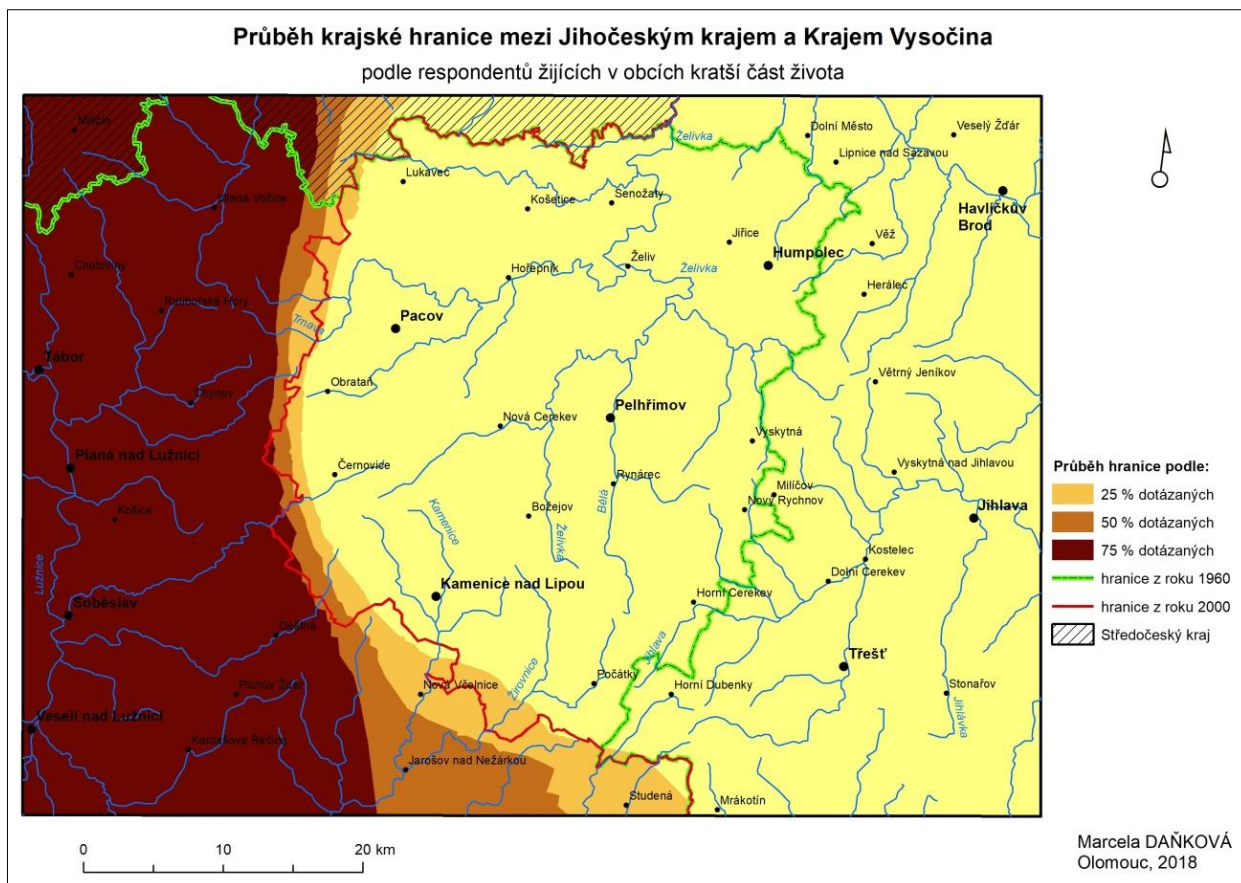 Průběh krajské hranice mezi Jihočeským krajem a Krajem Vysočina
podle respondentů žijících v obcích kratší část života
Miličín
Želivka
Dolní Město
Veselý Žďár
Lipnice nad Sázavou
Lukavec
Havlíčkův
Brod
Mladá Vožice
Košetice
Senožaty
Jiřice
Věž
Humpolec
Chotoviny
Hořepník
Želiv
Želivka
Herálec
Ratibořské Hory
Trnava
Pacov
Tábor
Obrataň
Větrný Jeníkov
Chýnov
Nová Cerekev
Pelhřimov
Vyskytná
Planá nad Lužnicí
Černovice
Rynárec
Vyskytná nad Jihlavou
Milíčov
Nový Rychnov
Košice
Kamenice
Božejov
Želivka
Bělá
Jihlava
Lužnice
Kostelec
Dolní Cerekev
Soběslav
Kamenice nad Lipou
Horní Cerekev
Deštná
Jihlava
Třešť
Pluhův Žďár
Nová Včelnice
Žirovnice
Počátky
Horní Dubenky
Stonařov
Jihlávka
Veselí nad Lužnicí
Kardašova Řečice
Jarošov nad Nežárkou
Studená
Mrákotín
Průběh hranice podle:
25 % dotázaných
50 % dotázaných
75 % dotázaných
hranice z roku 1960
hranice z roku 2000
Středočeský kraj
0 10 20 km
Marcela DAŇKOVÁ
Olomouc, 2018